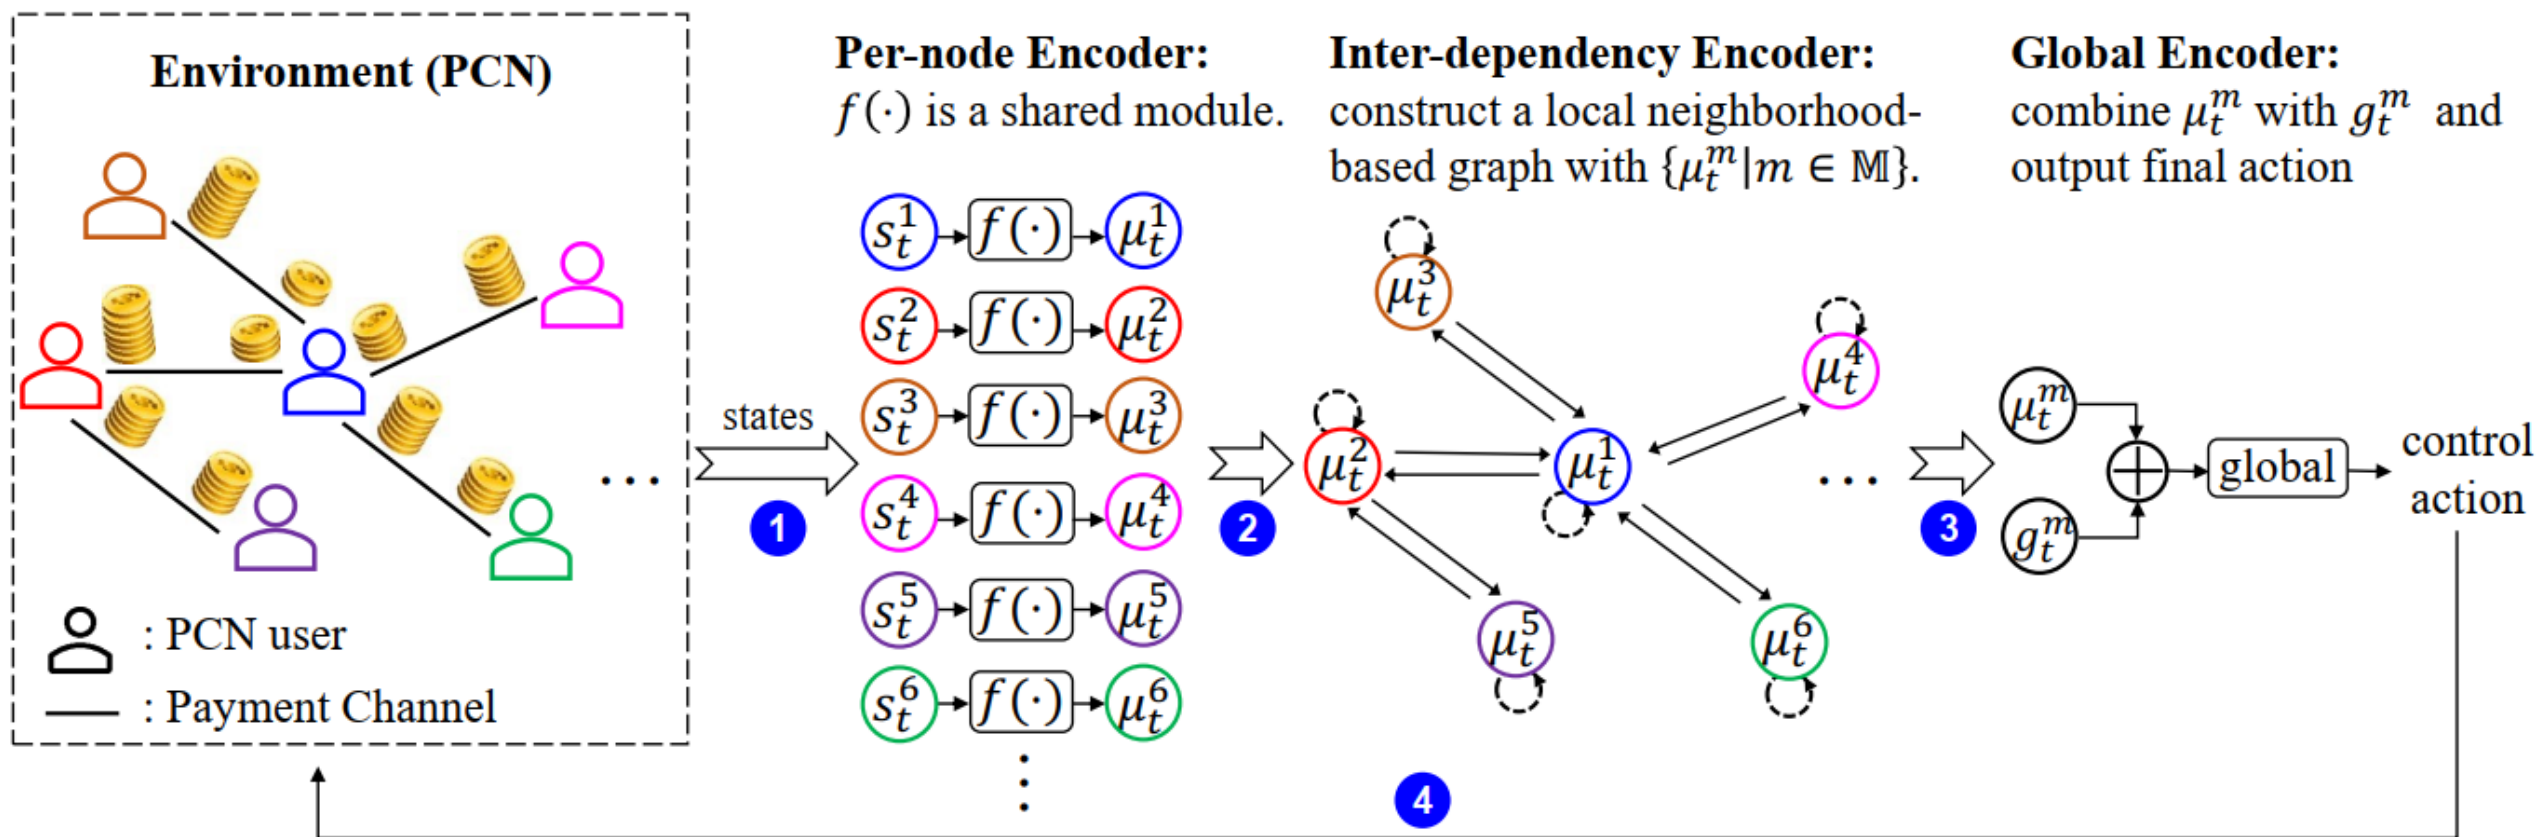 Environment (PCN)
: PCN user
: Payment Channel
...
states
1
Per-node Encoder:
f(·) is a shared module.
s_t^1 f(·) μ_t^1
s_t^2 f(·) μ_t^2
s_t^3 f(·) μ_t^3
s_t^4 f(·) μ_t^4
s_t^5 f(·) μ_t^5
s_t^6 f(·) μ_t^6
⋮
2
Inter-dependency Encoder:
construct a local neighborhood-
based graph with {μ_t^m|m ∈ 𝕄}.
μ_t^3
μ_t^4
μ_t^2 μ_t^1
...
μ_t^5 μ_t^6
3
Global Encoder:
combine μ_t^m with g_t^m and
output final action
μ_t^m
+ global
g_t^m
control
action
4